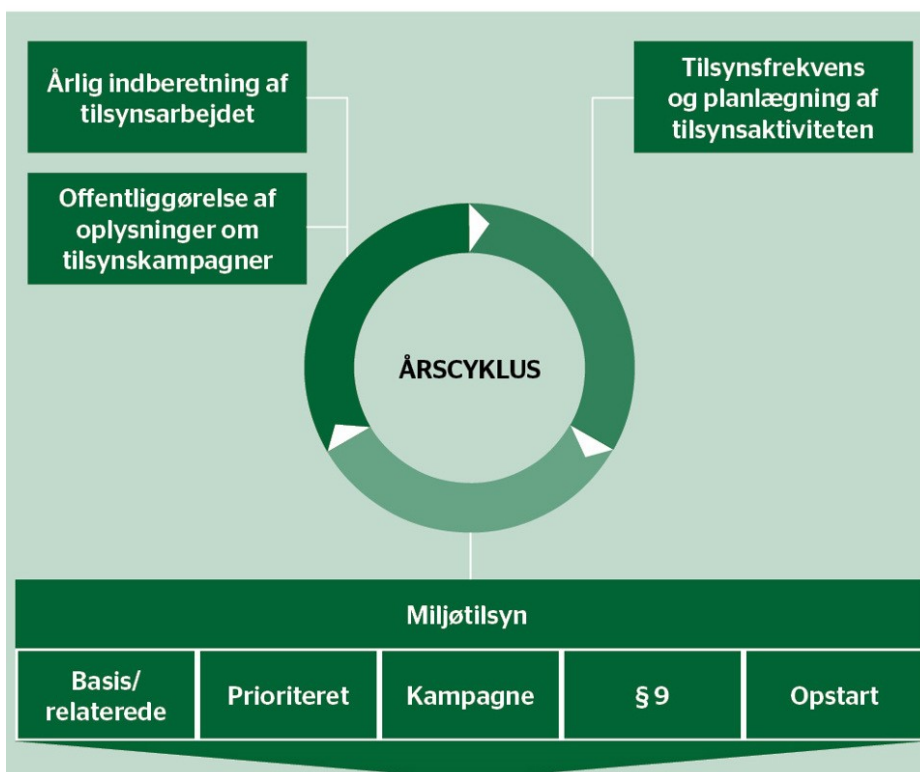 Årlig indberetning af
tilsynsarbejdet
Offentliggørelse af
oplysninger om
tilsynskampagner
Tilsynsfrekvens
og planlægning af
tilsynsaktiviteten
ÅRSCYKLUS
Miljøtilsyn
Basis/
relaterede
Prioriteret
Kampagne
§ 9
Opstart